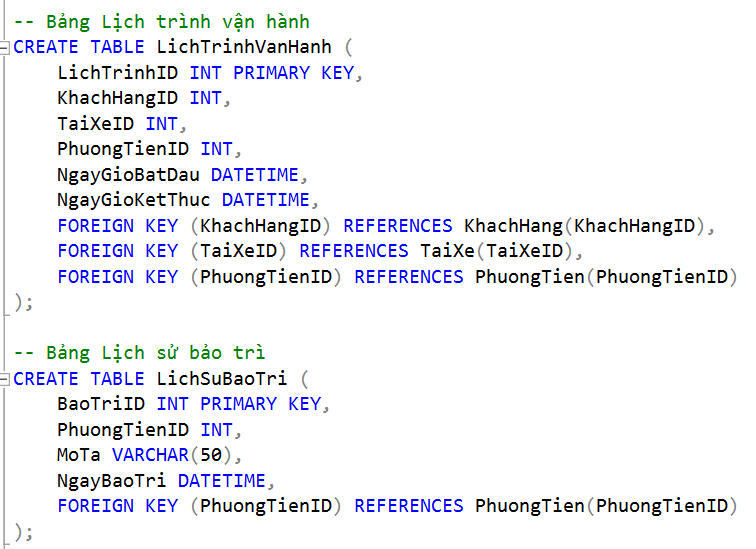 -- Bảng Lịch trình vận hành
CREATE TABLE LichTrinhVanHanh (
    LichTrinhID INT PRIMARY KEY,
    KhachHangID INT,
    TaiXeID INT,
    PhuongTienID INT,
    NgayGioBatDau DATETIME,
    NgayGioKetThuc DATETIME,
    FOREIGN KEY (KhachHangID) REFERENCES KhachHang(KhachHangID),
    FOREIGN KEY (TaiXeID) REFERENCES TaiXe(TaiXeID),
    FOREIGN KEY (PhuongTienID) REFERENCES PhuongTien(PhuongTienID)
);
-- Bảng Lịch sử bảo trì
CREATE TABLE LichSuBaoTri (
    BaoTriID INT PRIMARY KEY,
    PhuongTienID INT,
    MoTa VARCHAR(50),
    NgayBaoTri DATETIME,
    FOREIGN KEY (PhuongTienID) REFERENCES PhuongTien(PhuongTienID)
);